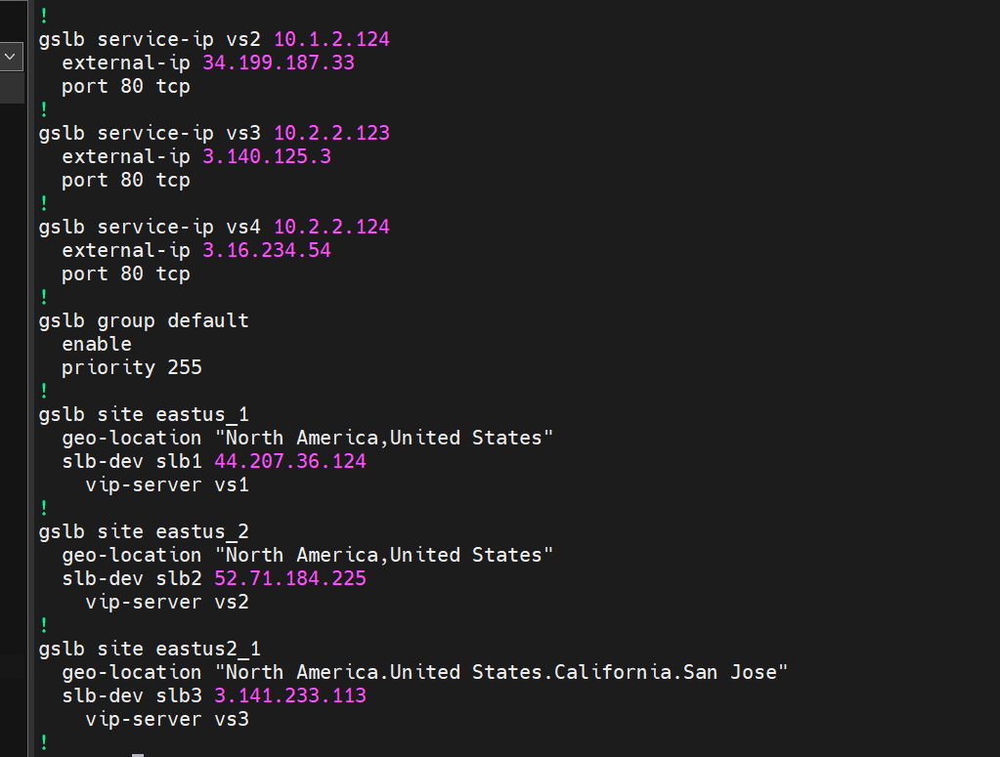 !
gslb service-ip vs2 10.1.2.124
  external-ip 34.199.187.33
  port 80 tcp
!
gslb service-ip vs3 10.2.2.123
  external-ip 3.140.125.3
  port 80 tcp
!
gslb service-ip vs4 10.2.2.124
  external-ip 3.16.234.54
  port 80 tcp
!
gslb group default
  enable
  priority 255
!
gslb site eastus_1
  geo-location "North America,United States"
  slb-dev slb1 44.207.36.124
    vip-server vs1
!
gslb site eastus_2
  geo-location "North America,United States"
  slb-dev slb2 52.71.184.225
    vip-server vs2
!
gslb site eastus2_1
  geo-location "North America.United States.California.San Jose"
  slb-dev slb3 3.141.233.113
    vip-server vs3
!